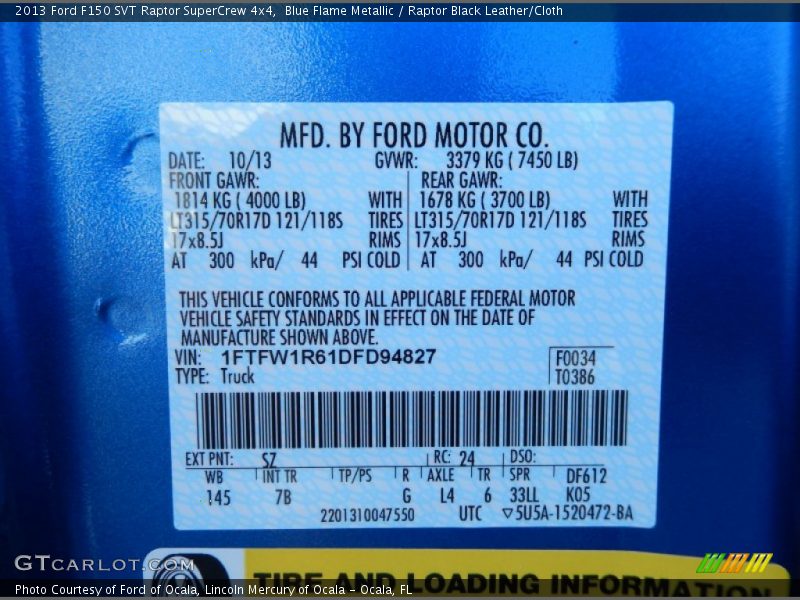 2013 Ford F150 SVT Raptor SuperCrew 4x4,  Blue Flame Metallic / Raptor Black Leather/Cloth
MFD. BY FORD MOTOR CO.
DATE: 10/13 GVWR: 3379 KG ( 7450 LB)
FRONT GAWR: REAR GAWR:
1814 KG ( 4000 LB) WITH 1678 KG ( 3700 LB) WITH
LT315/70R17D 121/118S TIRES LT315/70R17D 121/118S TIRES
17x8.5J RIMS 17x8.5J RIMS
AT 300 kPa/ 44 PSI COLD AT 300 kPa/ 44 PSI COLD
THIS VEHICLE CONFORMS TO ALL APPLICABLE FEDERAL MOTOR
VEHICLE SAFETY STANDARDS IN EFFECT ON THE DATE OF
MANUFACTURE SHOWN ABOVE.
VIN: 1FTFW1R61DFD94827 F0034
TYPE: Truck T0386
EXT PNT: SZ RC: 24 DSO:
WB INT TR TP/PS R AXLE TR SPR DF612
145 7B G L4 6 33LL K05
2201310047550 UTC ▽5U5A-1520472-BA
GTCARLOT.COM
TIRE AND LOADING INFORMATION
Photo Courtesy of Ford of Ocala, Lincoln Mercury of Ocala - Ocala, FL